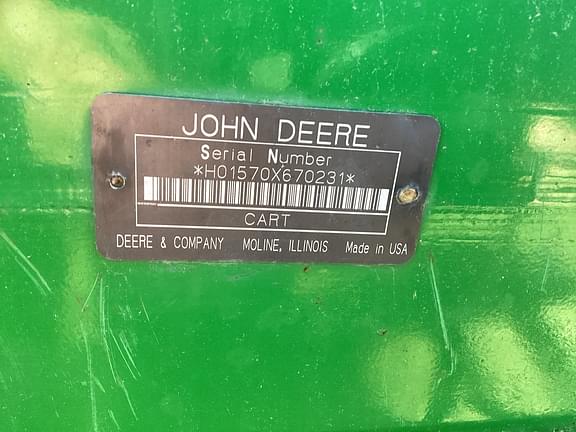 JOHN DEERE
Serial Number
*H01570X670231*
CART
DEERE & COMPANY MOLINE, ILLINOIS Made in USA